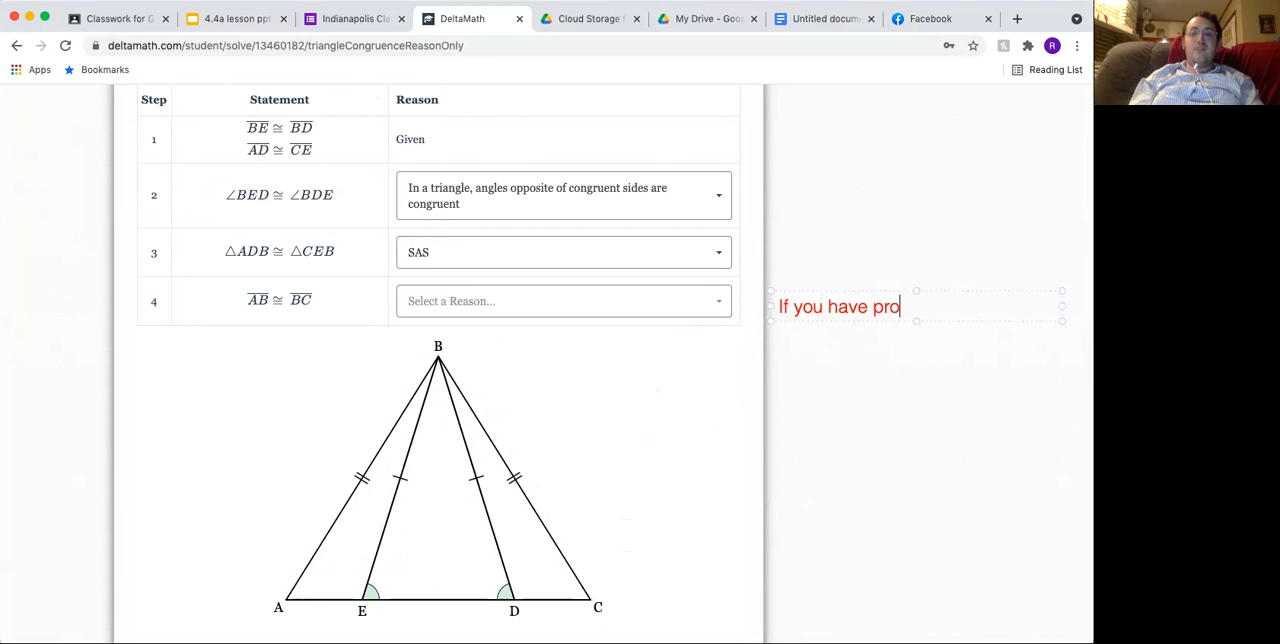 Classwork for G
4.4a lesson ppt
Indianapolis Cla
DeltaMath
Cloud Storage f
My Drive - Goog
Untitled docum
Facebook
deltamath.com/student/solve/13460182/triangleCongruenceReasonOnly
R
Apps
Bookmarks
Reading List
Step Statement Reason
1 BE ≅ BD
AD ≅ CE
Given
2 ∠BED ≅ ∠BDE In a triangle, angles opposite of congruent sides are
congruent
3 △ADB ≅ △CEB SAS
4 AB ≅ BC Select a Reason...
If you have pro
B
A E D C